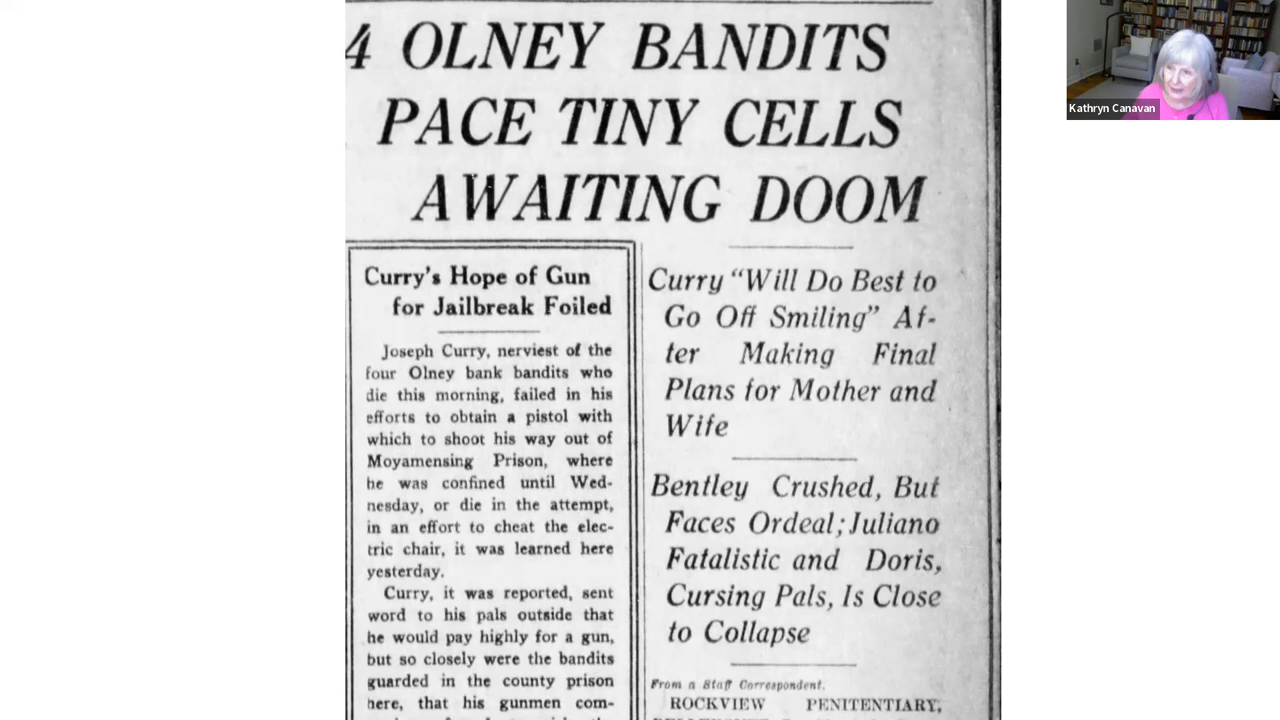 4 OLNEY BANDITS
PACE TINY CELLS
AWAITING DOOM
Curry's Hope of Gun
for Jailbreak Foiled
Joseph Curry, nerviest of the
four Olney bank bandits who
die this morning, failed in his
efforts to obtain a pistol with
which to shoot his way out of
Moyamensing Prison, where
he was confined until Wed-
nesday, or die in the attempt,
in an effort to cheat the elec-
tric chair, it was learned here
yesterday.
Curry, it was reported, sent
word to his pals outside that
he would pay highly for a gun,
but so closely were the bandits
guarded in the county prison
here, that his gunmen com-
Curry "Will Do Best to
Go Off Smiling" Af-
ter Making Final
Plans for Mother and
Wife
Bentley Crushed, But
Faces Ordeal; Juliano
Fatalistic and Doris,
Cursing Pals, Is Close
to Collapse
From a Staff Correspondent.
ROCKVIEW PENITENTIARY,
Kathryn Canavan